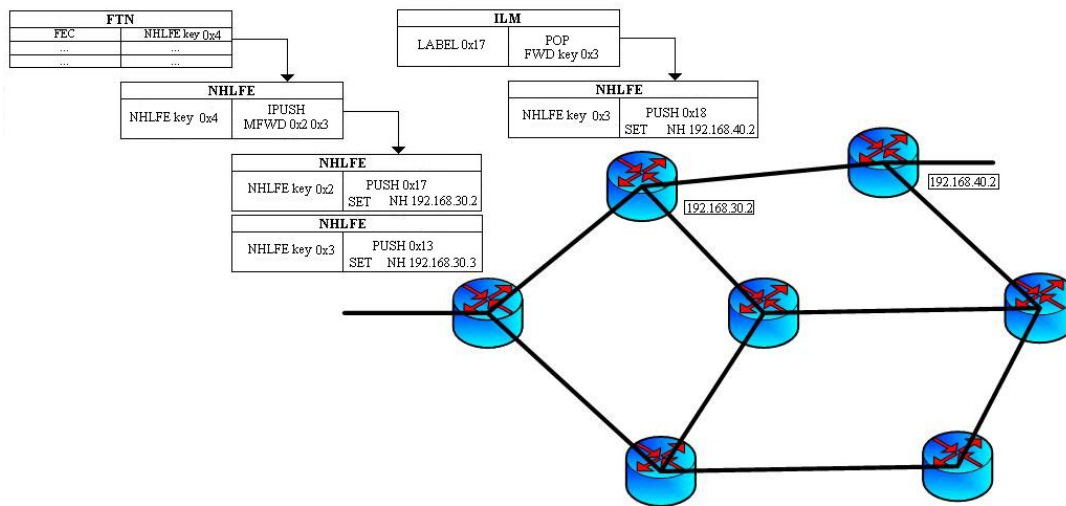 FTN
FEC NHLFE key 0x4
... ...
... ...
NHLFE
NHLFE key 0x4 IPUSH
MFWD 0x2 0x3
NHLFE
NHLFE key 0x2 PUSH 0x17
SET NH 192.168.30.2
NHLFE
NHLFE key 0x3 PUSH 0x13
SET NH 192.168.30.3
ILM
LABEL 0x17 POP
FWD key 0x3
NHLFE
NHLFE key 0x3 PUSH 0x18
SET NH 192.168.40.2
192.168.30.2
192.168.40.2